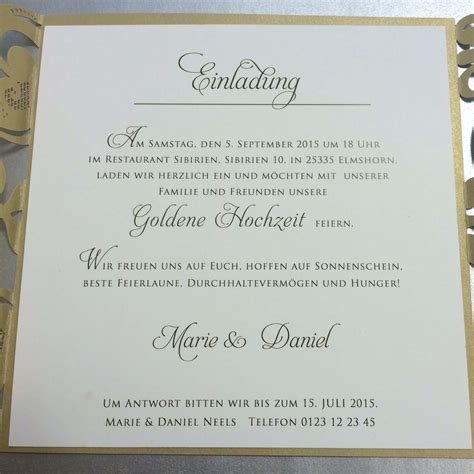 Einladung
Am Samstag, den 5. September 2015 um 18 Uhr
im Restaurant Sibirien, Sibirien 10, in 25335 Elmshorn,
laden wir herzlich ein und möchten mit unserer
Familie und Freunden unsere
Goldene Hochzeit feiern.
Wir freuen uns auf Euch, hoffen auf Sonnenschein,
beste Feierlaune, Durchhaltevermögen und Hunger!
Marie & Daniel
Um Antwort bitten wir bis zum 15. JULI 2015.
Marie & Daniel Neels Telefon 0123 12 23 45